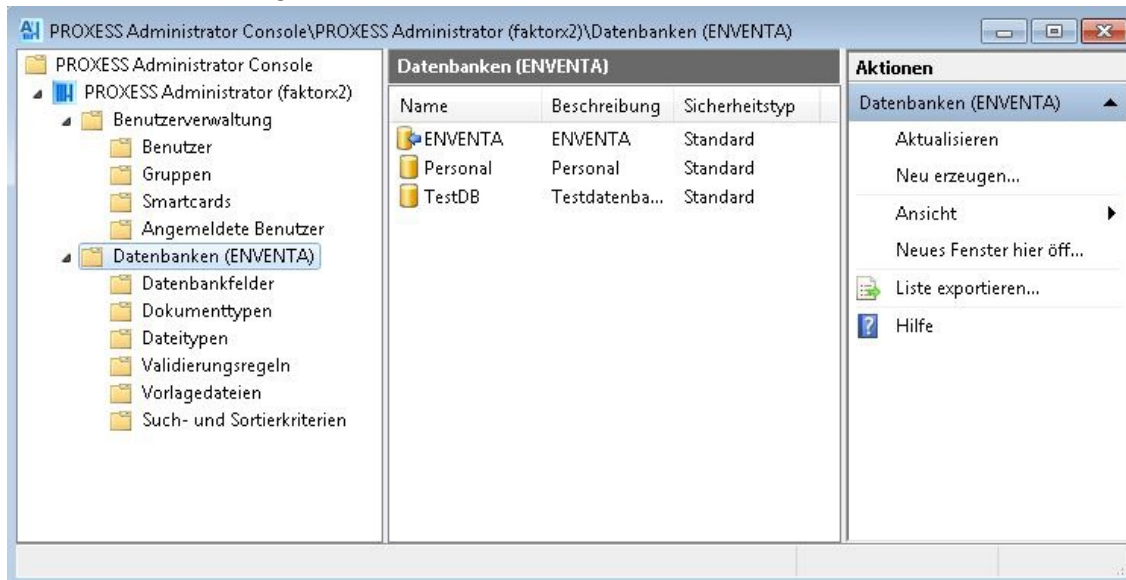 PROXESS Administrator Console\PROXESS Administrator (faktorx2)\Datenbanken (ENVENTA)
PROXESS Administrator Console
PROXESS Administrator (faktorx2)
Benutzerverwaltung
Benutzer
Gruppen
Smartcards
Angemeldete Benutzer
Datenbanken (ENVENTA)
Datenbankfelder
Dokumenttypen
Dateitypen
Validierungsregeln
Vorlagedateien
Such- und Sortierkriterien
Datenbanken (ENVENTA)
Name Beschreibung Sicherheitstyp
ENVENTA ENVENTA Standard
Personal Personal Standard
TestDB Testdatenba... Standard
Aktionen
Datenbanken (ENVENTA)
Aktualisieren
Neu erzeugen...
Ansicht
Neues Fenster hier öff...
Liste exportieren...
Hilfe